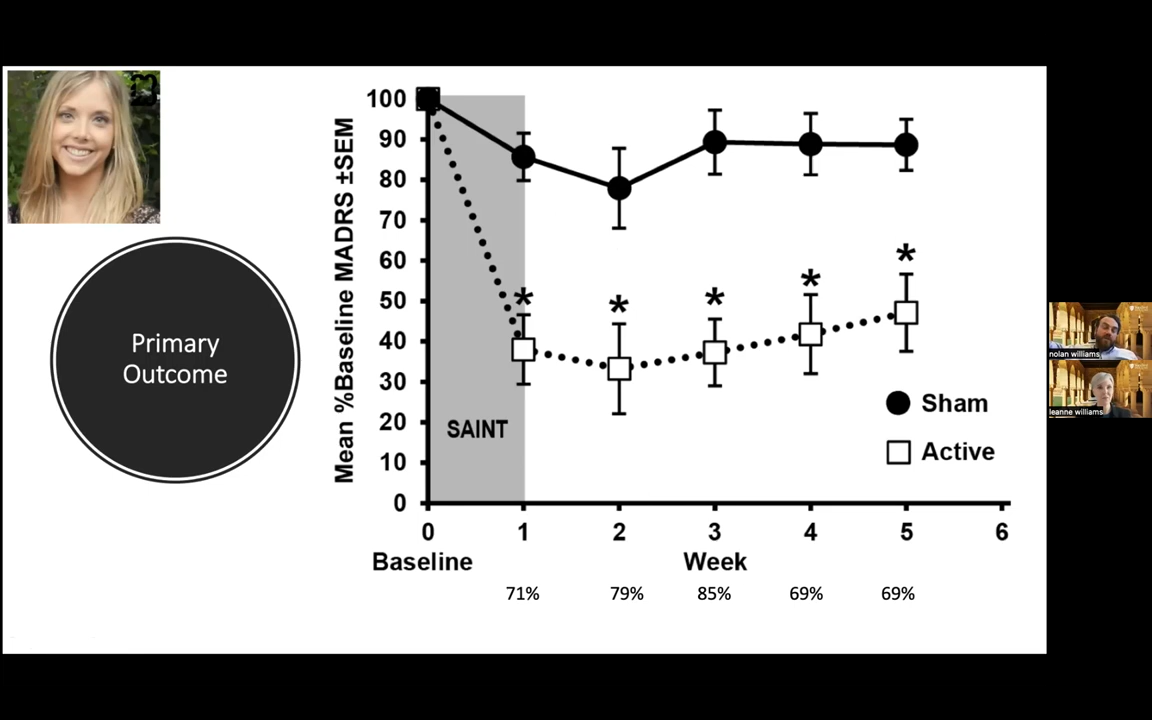 Primary
Outcome
Mean %Baseline MADRS ±SEM
100
90
80
70
60
50
40
30
20
10
0
* * * * *
SAINT
Sham
Active
0 1 2 3 4 5 6
Baseline Week
71% 79% 85% 69% 69%
nolan williams
leanne williams